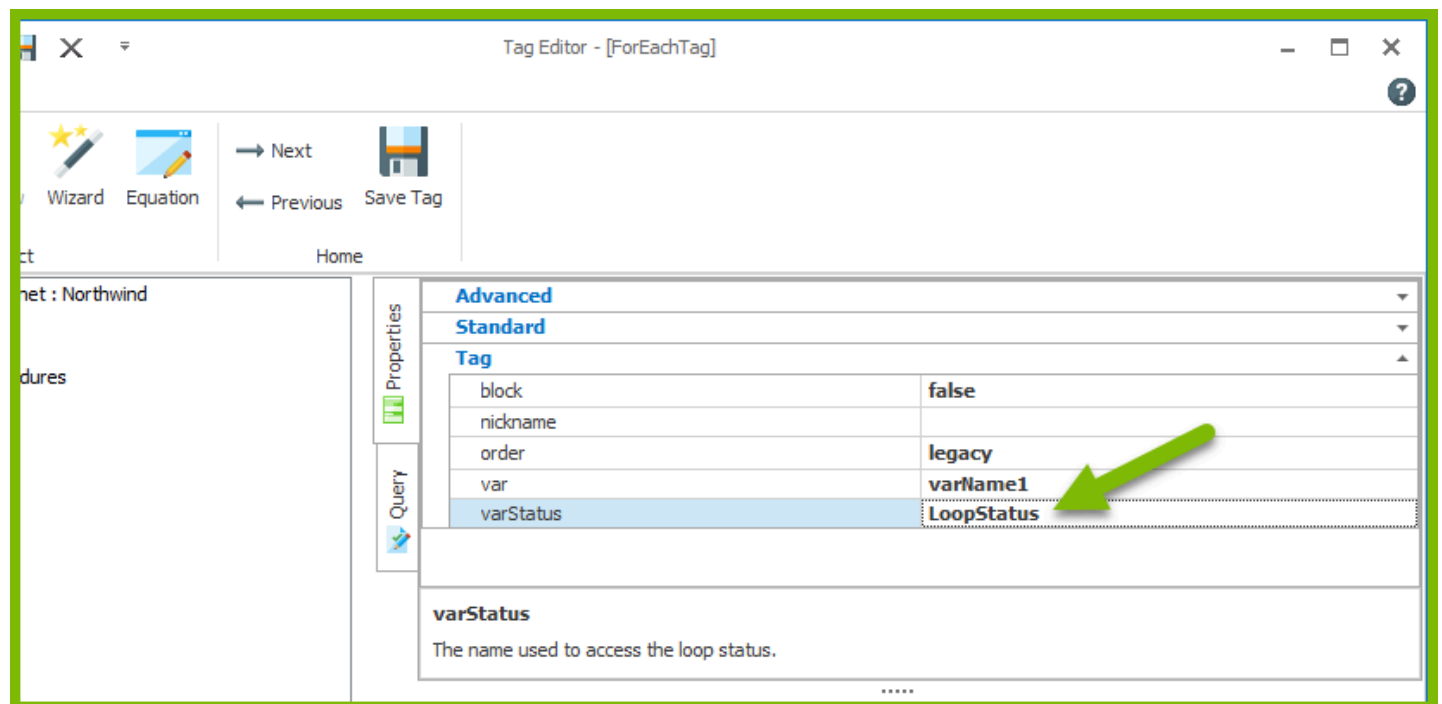 Tag Editor - [ForEachTag]
?
Wizard Equation
Next
Previous
Save Tag
ct Home
net : Northwind
dures
Properties
Query
Advanced
Standard
Tag
block false
nickname
order legacy
var varName1
varStatus LoopStatus
varStatus
The name used to access the loop status.